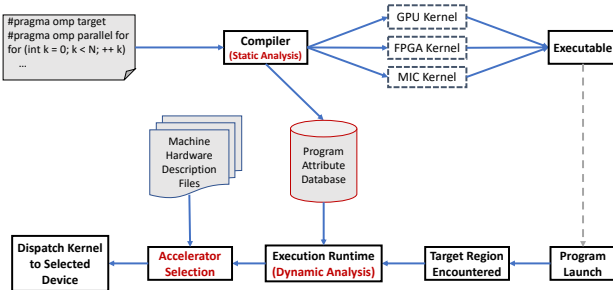 #pragma omp target
#pragma omp parallel for
for (int k = 0; k < N; ++ k)
...
Compiler
(Static Analysis)
GPU Kernel
FPGA Kernel
MIC Kernel
Executable
Machine
Hardware
Description
Files
Program
Attribute
Database
Dispatch Kernel
to Selected
Device
Accelerator
Selection
Execution Runtime
(Dynamic Analysis)
Target Region
Encountered
Program
Launch